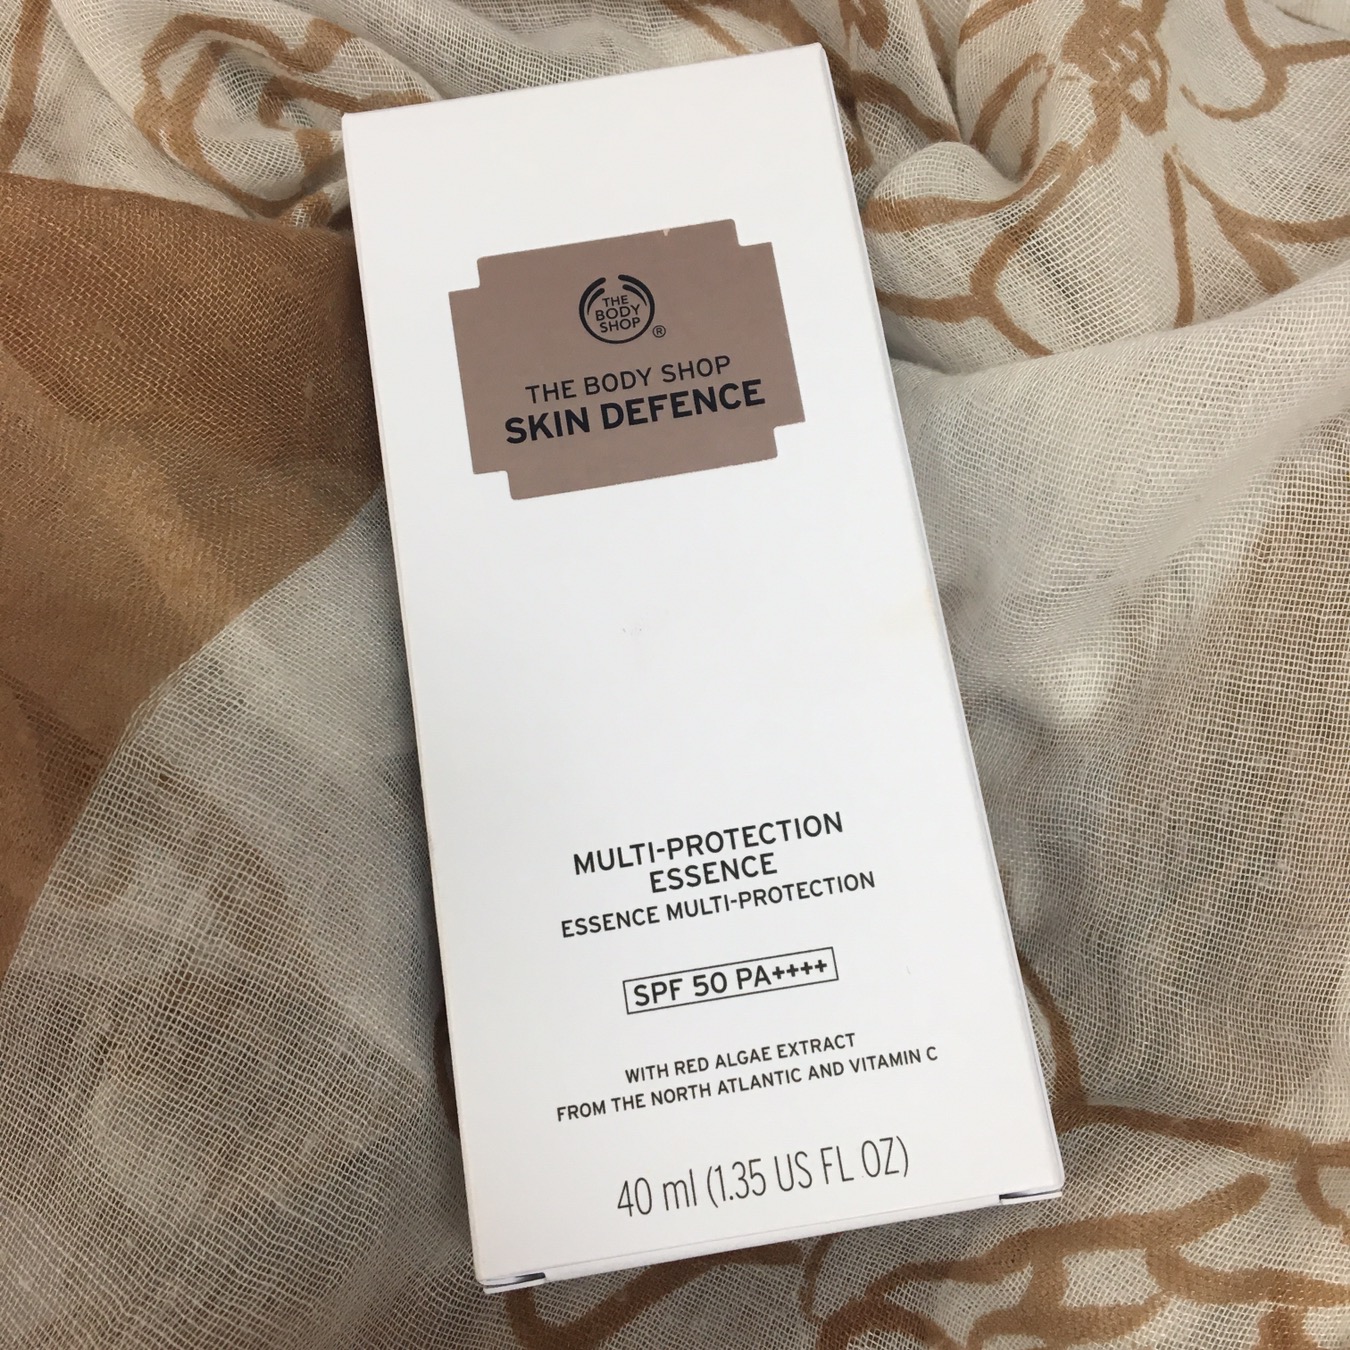 THE
BODY
SHOP
®
THE BODY SHOP
SKIN DEFENCE
MULTI-PROTECTION
ESSENCE
ESSENCE MULTI-PROTECTION
SPF 50 PA++++
WITH RED ALGAE EXTRACT
FROM THE NORTH ATLANTIC AND VITAMIN C
40 ml (1.35 US FL OZ)